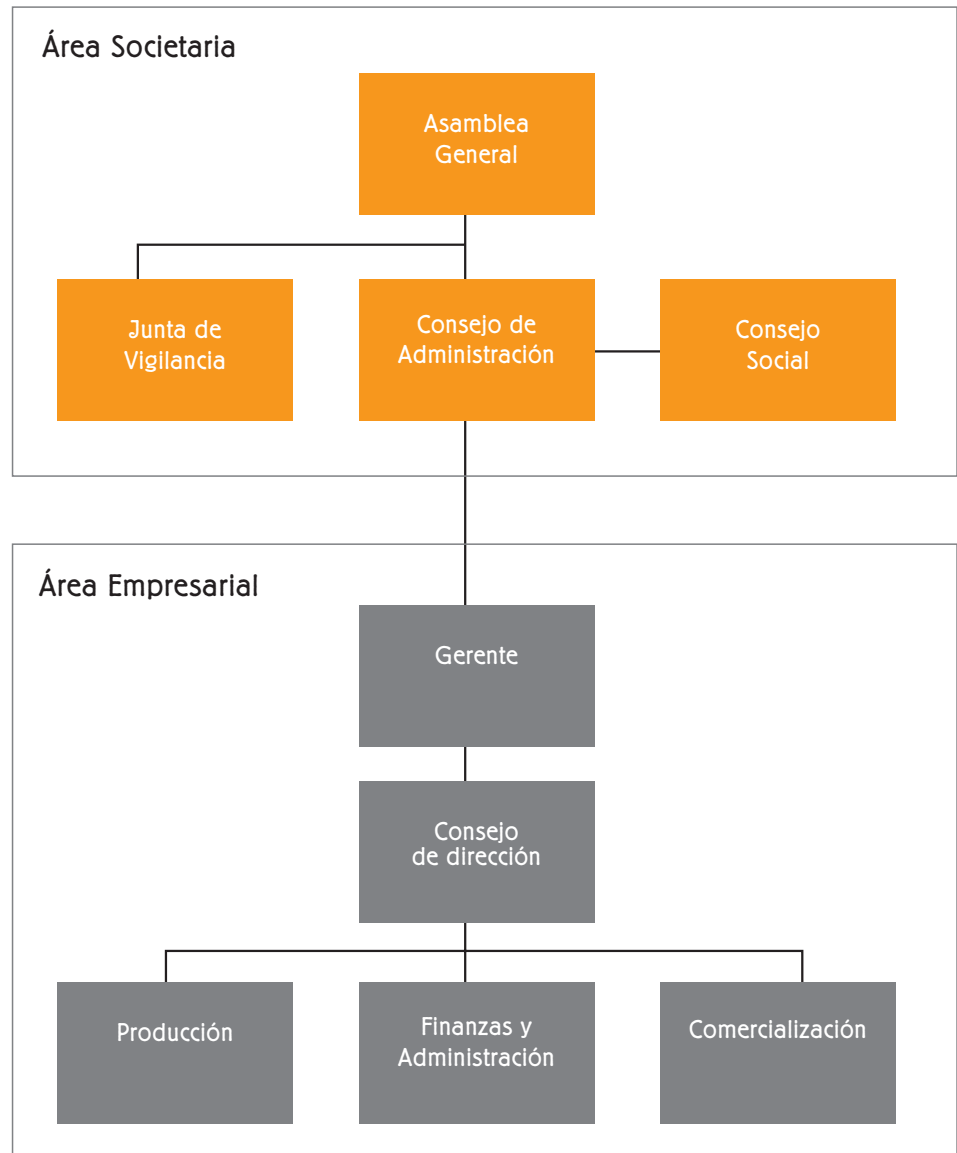 Área Societaria
Asamblea
General
Junta de
Vigilancia
Consejo de
Administración
Consejo
Social
Área Empresarial
Gerente
Consejo
de dirección
Producción
Finanzas y
Administración
Comercialización